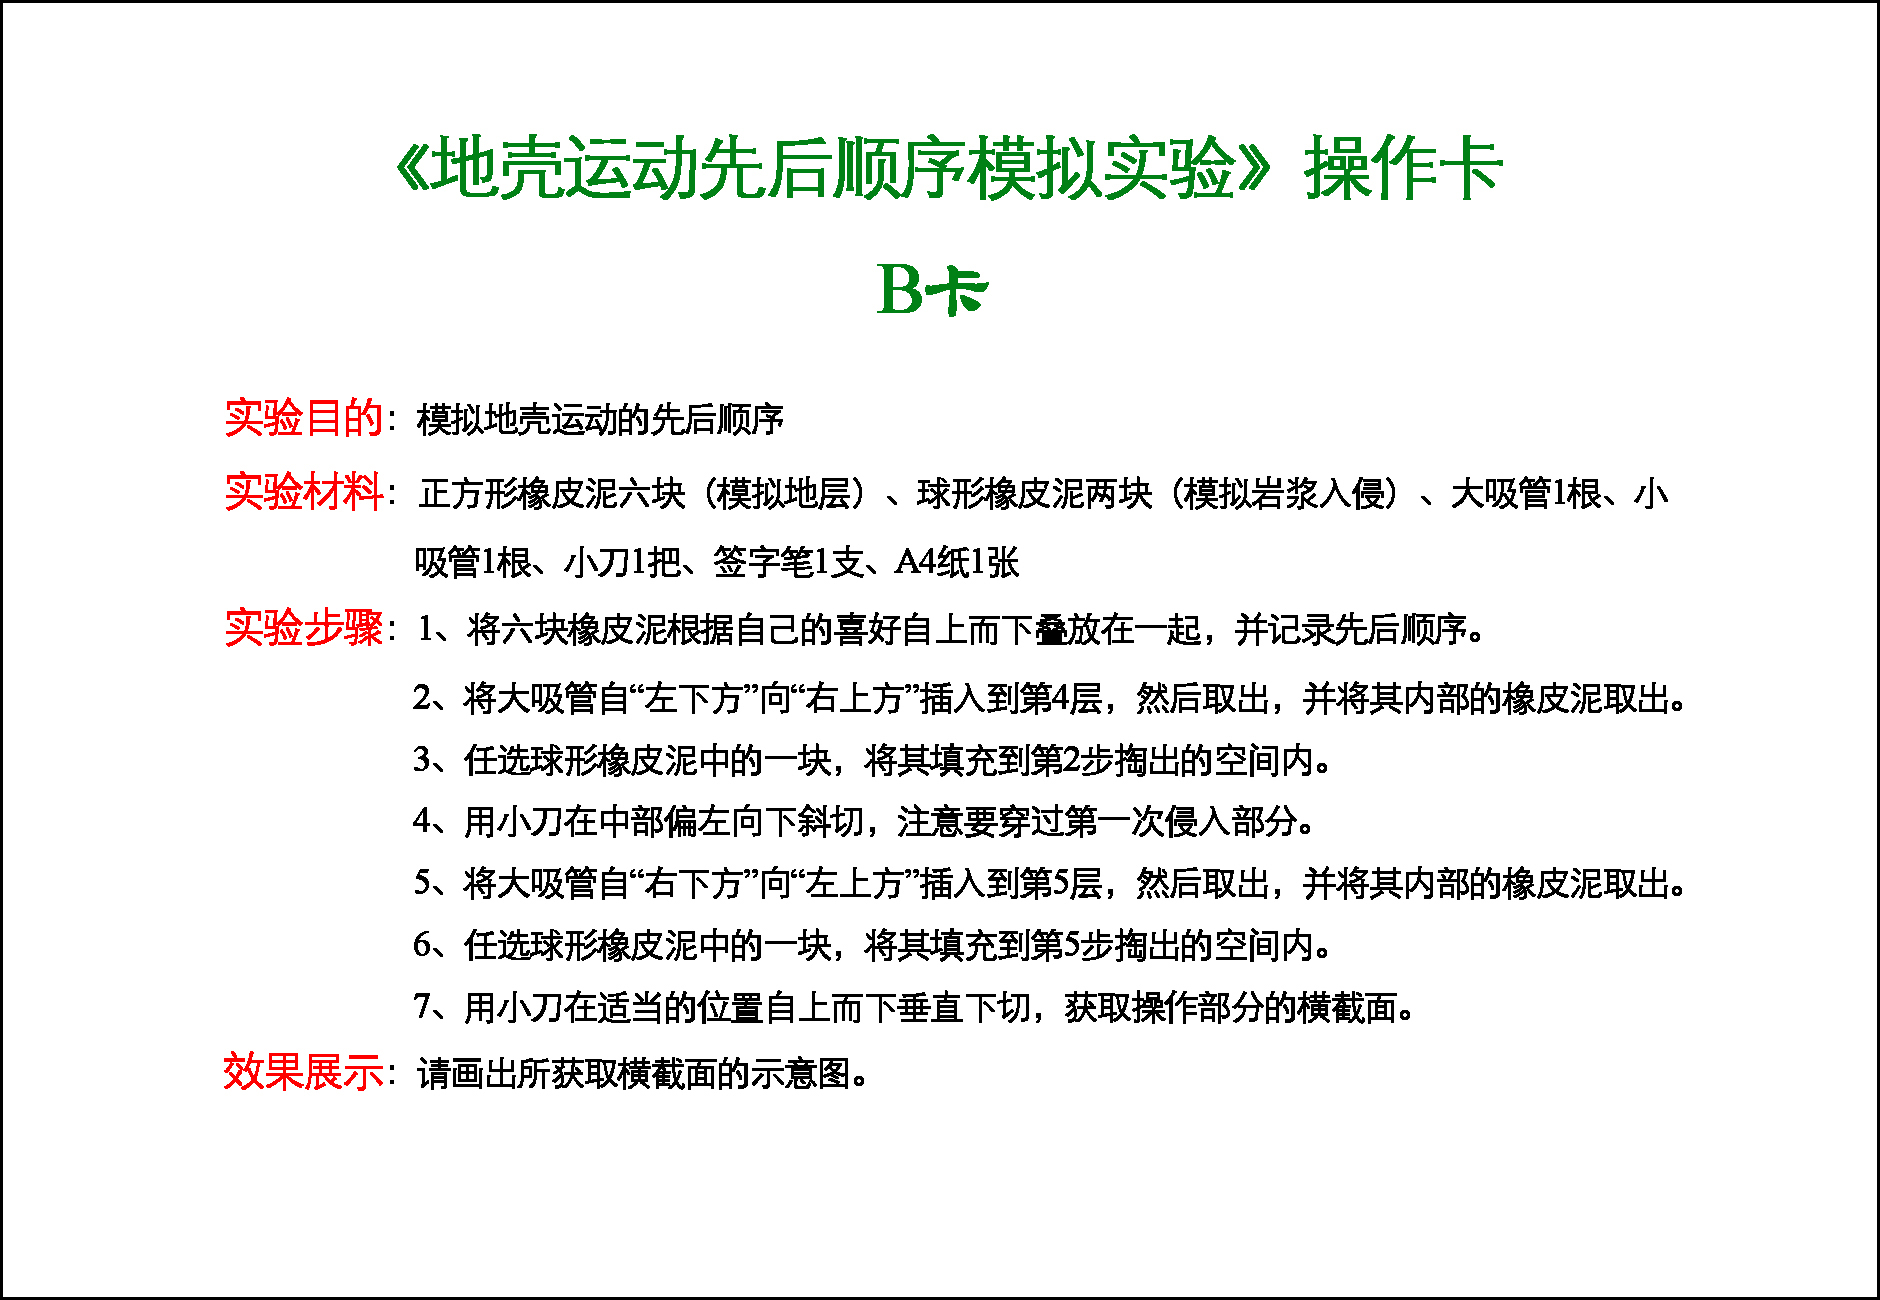 《地壳运动先后顺序模拟实验》操作卡
B卡
实验目的：模拟地壳运动的先后顺序
实验材料：正方形橡皮泥六块（模拟地层）、球形橡皮泥两块（模拟岩浆入侵）、大吸管1根、小
吸管1根、小刀1把、签字笔1支、A4纸1张
实验步骤：1、将六块橡皮泥根据自己的喜好自上而下叠放在一起，并记录先后顺序。
2、将大吸管自“左下方”向“右上方”插入到第4层，然后取出，并将其内部的橡皮泥取出。
3、任选球形橡皮泥中的一块，将其填充到第2步掏出的空间内。
4、用小刀在中部偏左向下斜切，注意要穿过第一次侵入部分。
5、将大吸管自“右下方”向“左上方”插入到第5层，然后取出，并将其内部的橡皮泥取出。
6、任选球形橡皮泥中的一块，将其填充到第5步掏出的空间内。
7、用小刀在适当的位置自上而下垂直下切，获取操作部分的横截面。
效果展示：请画出所获取横截面的示意图。